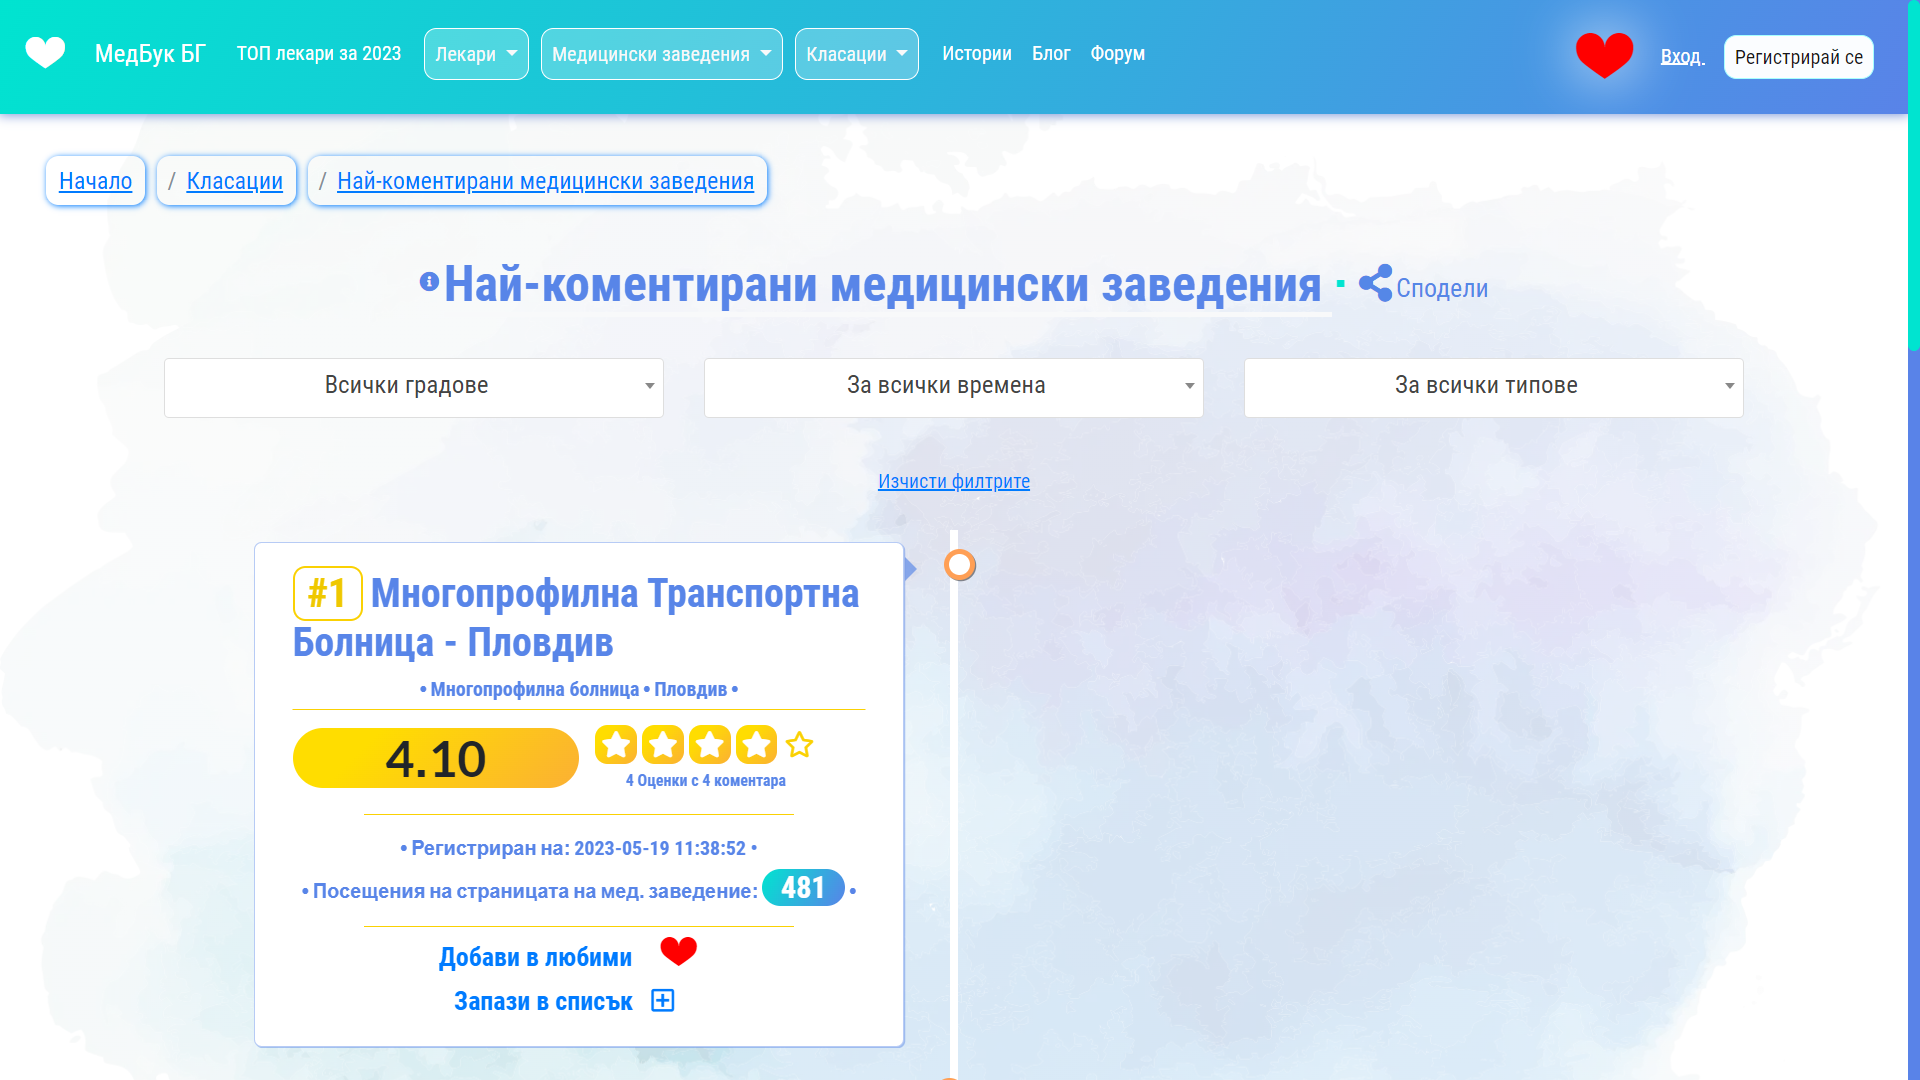 МедБук БГ ТОП лекари за 2023 Лекари Медицински заведения Класации Истории Блог Форум Вход Регистрирай се
Начало / Класации / Най-коментирани медицински заведения
Най-коментирани медицински заведения · Сподели
Всички градове За всички времена За всички типове
Изчисти филтрите
#1 Многопрофилна Транспортна
Болница - Пловдив
• Многопрофилна болница • Пловдив •
4.10
4 Оценки с 4 коментара
• Регистриран на: 2023-05-19 11:38:52 •
• Посещения на страницата на мед. заведение: 481 •
Добави в любими
Запази в списък